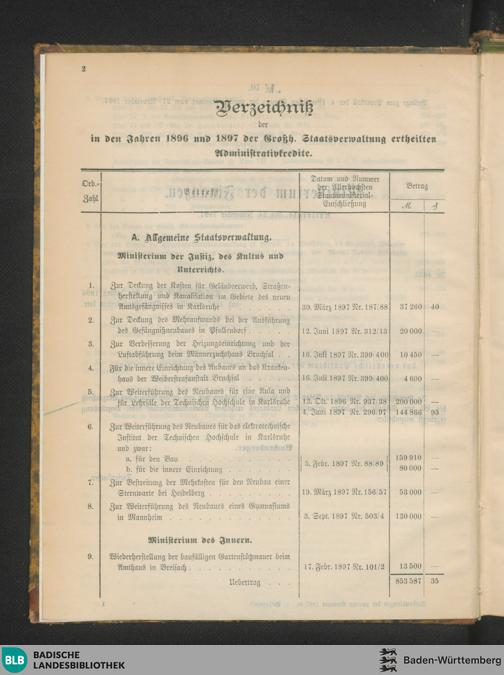 2
Verzeichniß
der
in den Jahren 1896 und 1897 der Großh. Staatsverwaltung ertheilten
Administrativkredite.
Ord.-
Zahl
Betreff
Datum und Nummer
der Allerhöchsten
Staatsministerial-
Entschließung
Betrag
M
A. Allgemeine Staatsverwaltung.
Ministerium der Justiz, des Kultus und
Unterrichts.
1. Zur Deckung der Kosten für Geländeerwerb, Straßen-
herstellung und Kanalisation im Gebiete des neuen
Amtsgefängnisses in Karlsruhe . . . 30. März 1897 Nr. 187/88 37 260 40
2. Zur Deckung des Mehraufwands bei der Ausführung
des Gefängnißneubaues in Pfullendorf . . 12. Juni 1897 Nr. 312/13 20 000 —
3. Zur Verbesserung der Heizungseinrichtung und der
Luftabführung beim Männerzuchthaus Bruchsal . . 16. Juli 1897 Nr. 399/400 10 450 —
4. Für die innere Einrichtung des Anbaues in das Kranken-
haus der Weiberstrafanstalt Bruchsal . . . 16. Juli 1897 Nr. 399/400 4 600 —
5. Zur Weiterführung des Neubaues für eine Aula und
für Lehrsäle der Technischen Hochschule in Karlsruhe 13. Okt. 1896 Nr. 937/38 200 000 —
4. Juni 1897 Nr. 296/97 144 866 95
6. Zur Weiterführung des Neubaues für das elektrotechnische
Institut der Technischen Hochschule in Karlsruhe
und zwar:
a. für den Bau . . . 159 910 —
5. Febr. 1897 Nr. 88/89
b. für die innere Einrichtung . . . 80 000 —
7. Zur Bestreitung der Mehrkosten für den Neubau einer
Sternwarte bei Heidelberg . . . 19. März 1897 Nr. 156/57 53 000 —
8. Zur Weiterführung des Neubaues eines Gymnasiums
in Mannheim . . . 3. Sept. 1897 Nr. 503/4 130 000 —
Ministerium des Innern.
9. Wiederherstellung der baufälligen Gartenstützmauer beim
Amthaus in Breisach . . . 17. Febr. 1897 Nr. 101/2 13 500 —
Uebertrag . . . 853 587 35
BLB BADISCHE
LANDESBIBLIOTHEK
Baden-Württemberg